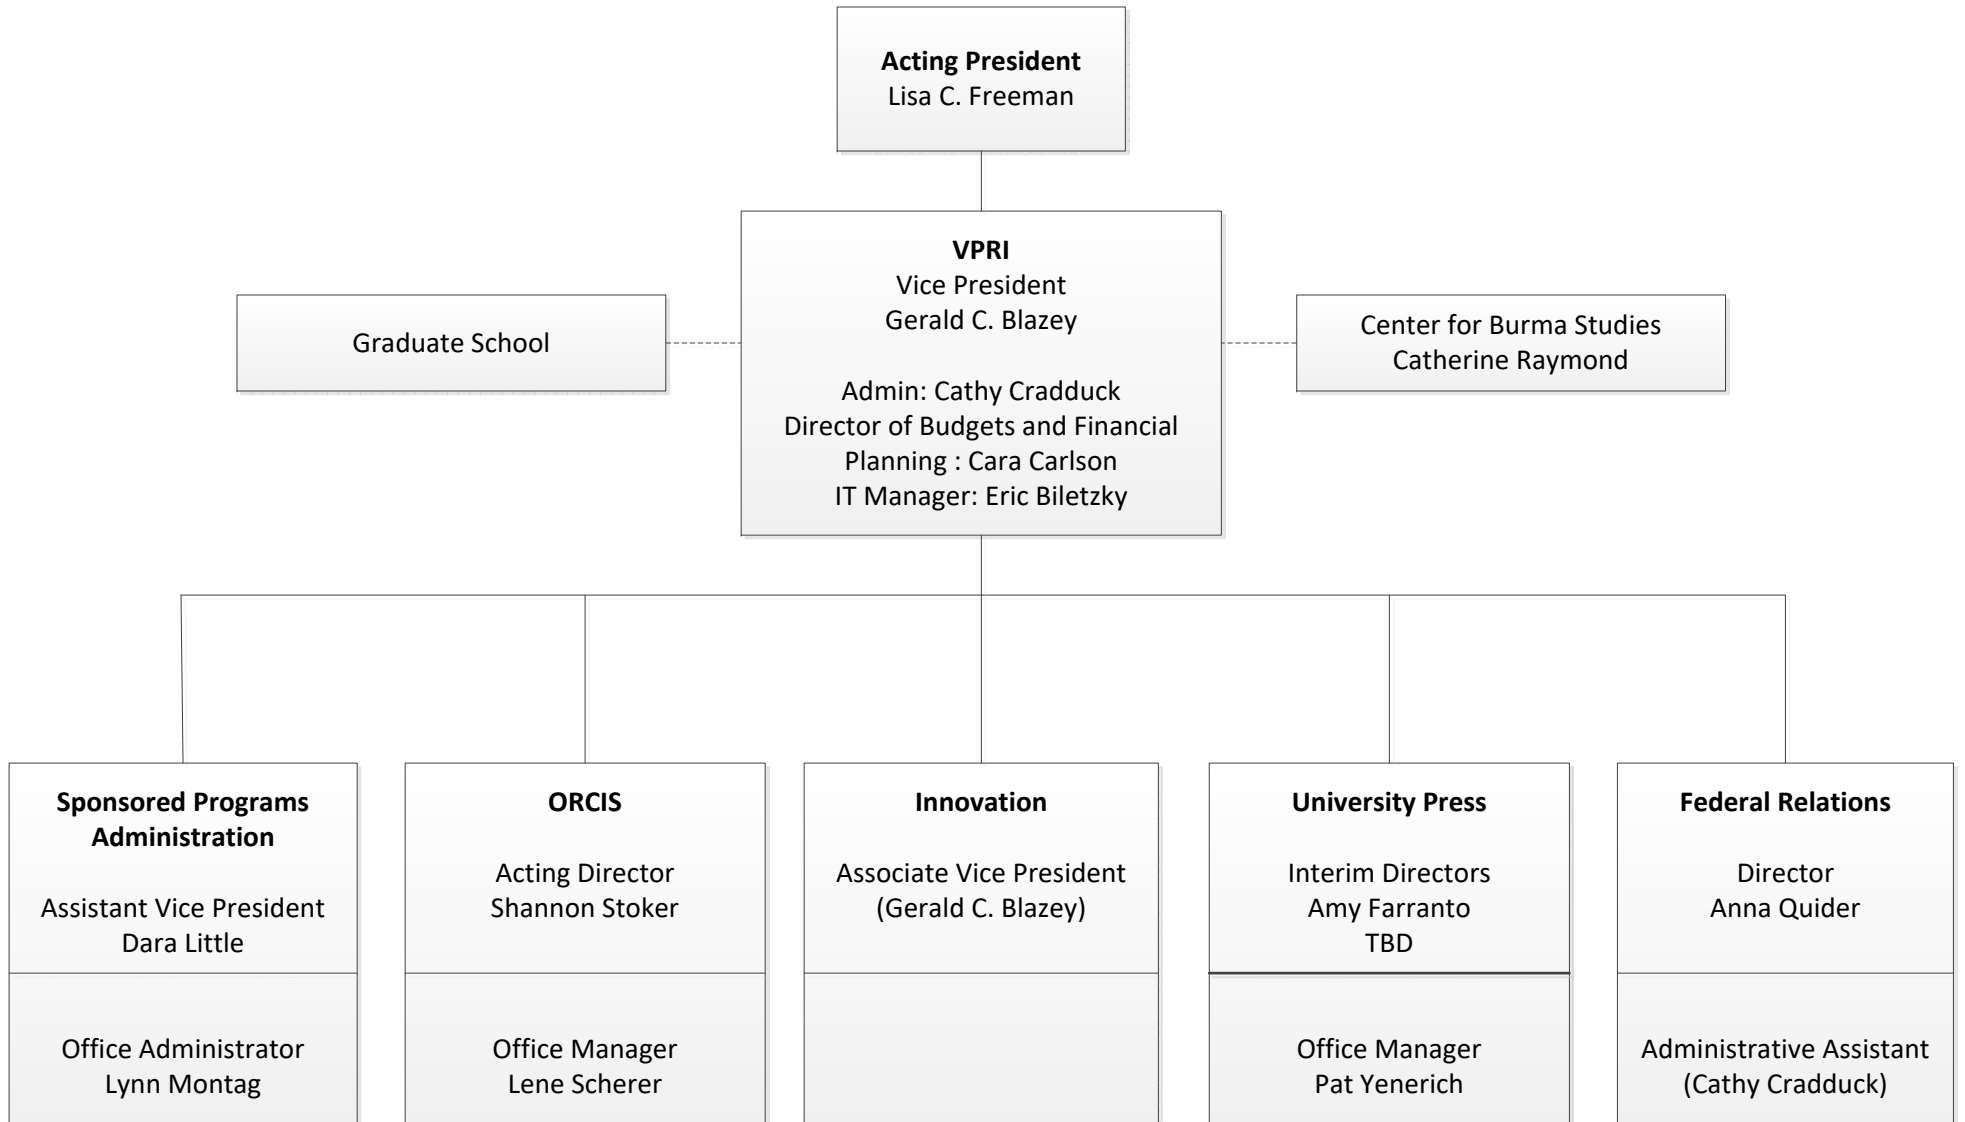 Acting President
Lisa C. Freeman
VPRI
Vice President
Gerald C. Blazey
Admin: Cathy Cradduck
Director of Budgets and Financial
Planning : Cara Carlson
IT Manager: Eric Biletzky
Graduate School
Center for Burma Studies
Catherine Raymond
Sponsored Programs
Administration
Assistant Vice President
Dara Little
Office Administrator
Lynn Montag
ORCIS
Acting Director
Shannon Stoker
Office Manager
Lene Scherer
Innovation
Associate Vice President
(Gerald C. Blazey)
University Press
Interim Directors
Amy Farranto
TBD
Office Manager
Pat Yenerich
Federal Relations
Director
Anna Quider
Administrative Assistant
(Cathy Cradduck)